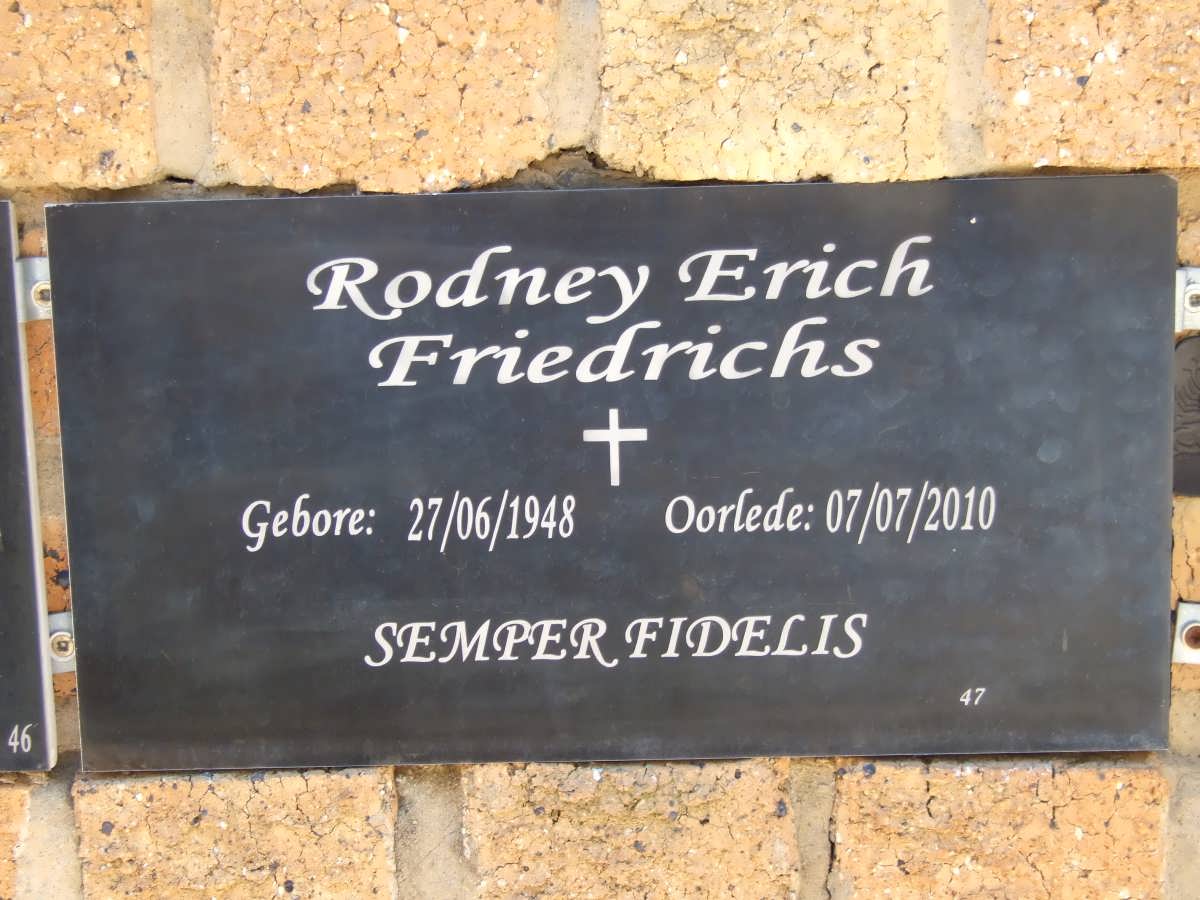 Rodney Erich
Friedrichs
Gebore: 27/06/1948 Oorlede: 07/07/2010
SEMPER FIDELIS
47
46